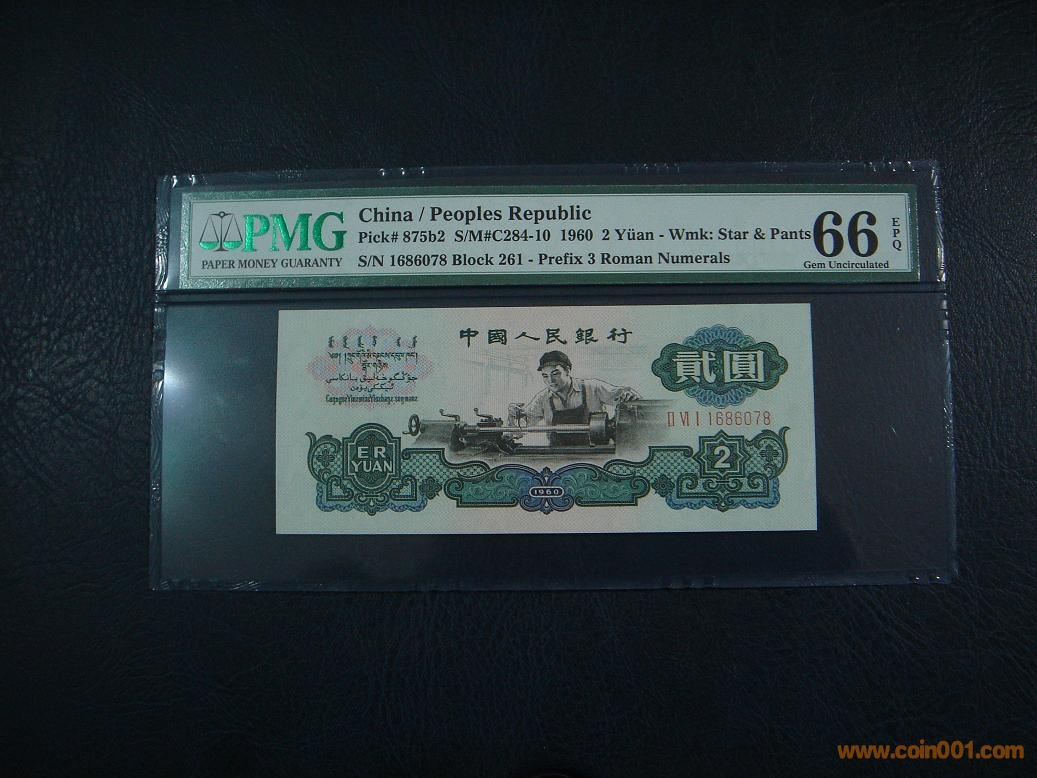 PMG
PAPER MONEY GUARANTY
China / Peoples Republic
Pick# 875b2 S/M#C284-10 1960 2 Yüan - Wmk: Star & Pants
S/N 1686078 Block 261 - Prefix 3 Roman Numerals
66
Gem Uncirculated
EPQ
中國人民銀行
貳圓
II VI I 1686078
ER
YUAN
2
1960
www.coin001.com